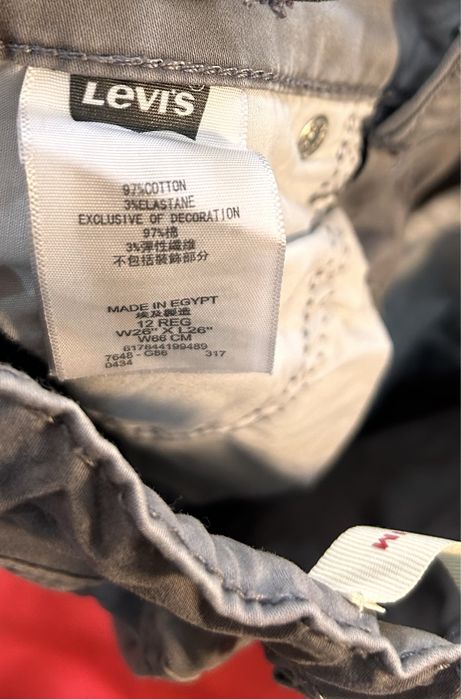 Levi's
97%COTTON
3%ELASTANE
EXCLUSIVE OF DECORATION
97%棉
3%彈性纖維
不包括裝飾部分
MADE IN EGYPT
埃及製造
12 REG
W26" X L26"
W66 CM
617844199489
7648 - G86 317
0434
M